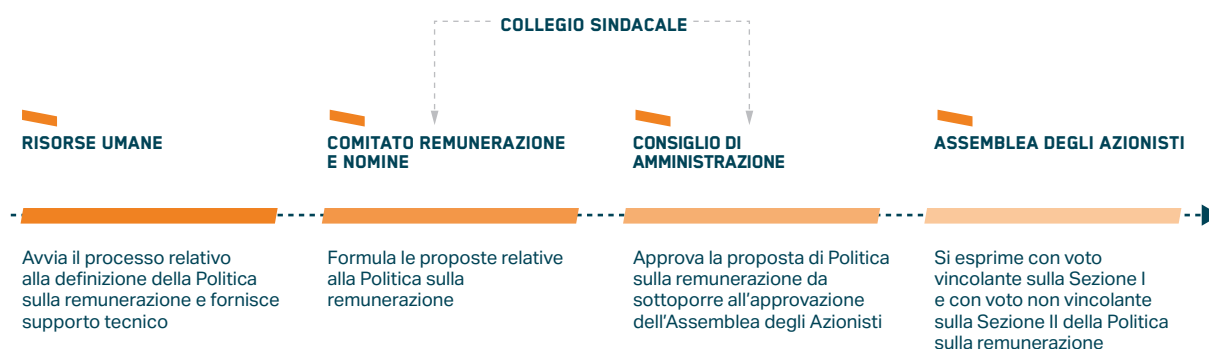 COLLEGIO SINDACALE
RISORSE UMANE
Avvia il processo relativo
alla definizione della Politica
sulla remunerazione e fornisce
supporto tecnico
COMITATO REMUNERAZIONE
E NOMINE
Formula le proposte relative
alla Politica sulla
remunerazione
CONSIGLIO DI
AMMINISTRAZIONE
Approva la proposta di Politica
sulla remunerazione da
sottoporre all'approvazione
dell'Assemblea degli Azionisti
ASSEMBLEA DEGLI AZIONISTI
Si esprime con voto
vincolante sulla Sezione I
e con voto non vincolante
sulla Sezione II della Politica
sulla remunerazione